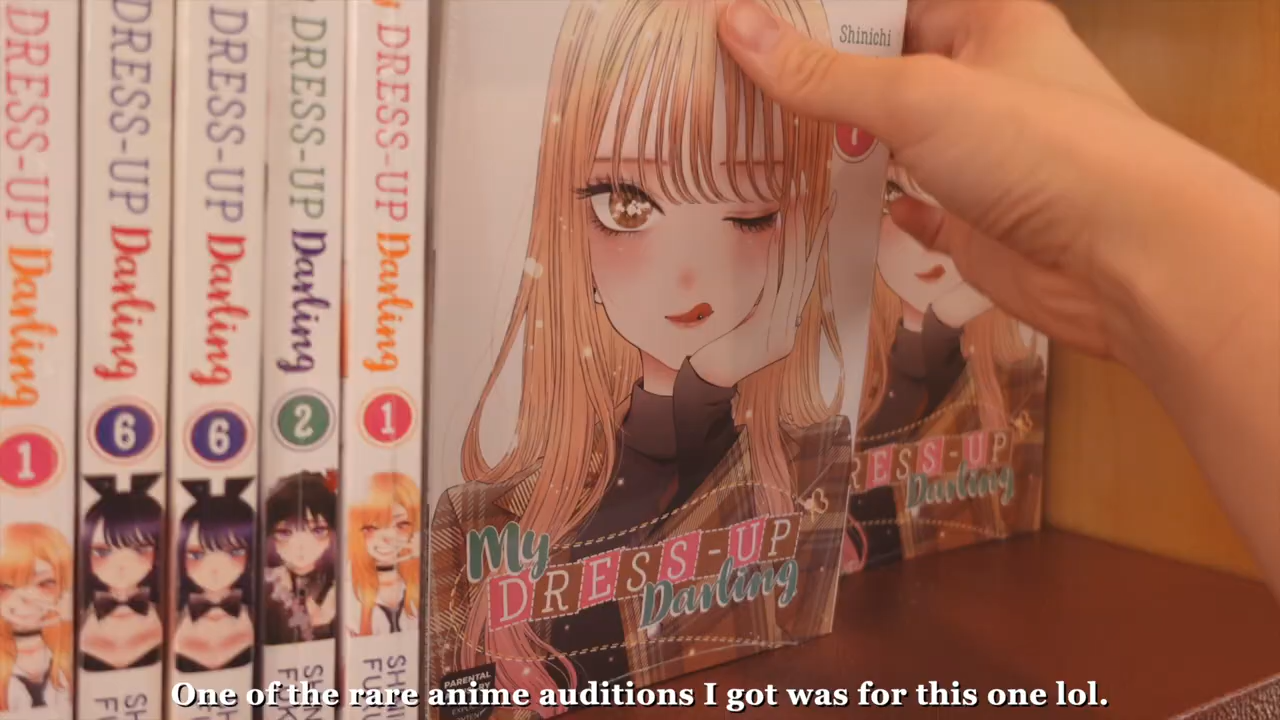 DRESS-UP Darling
1
DRESS-UP Darling
6
DRESS-UP Darling
6
DRESS-UP Darling
2
DRESS-UP Darling
1
Shinichi
My
DRESS-UP
Darling
RESS-UP
Darling
PARENTAL
One of the rare anime auditions I got was for this one lol.